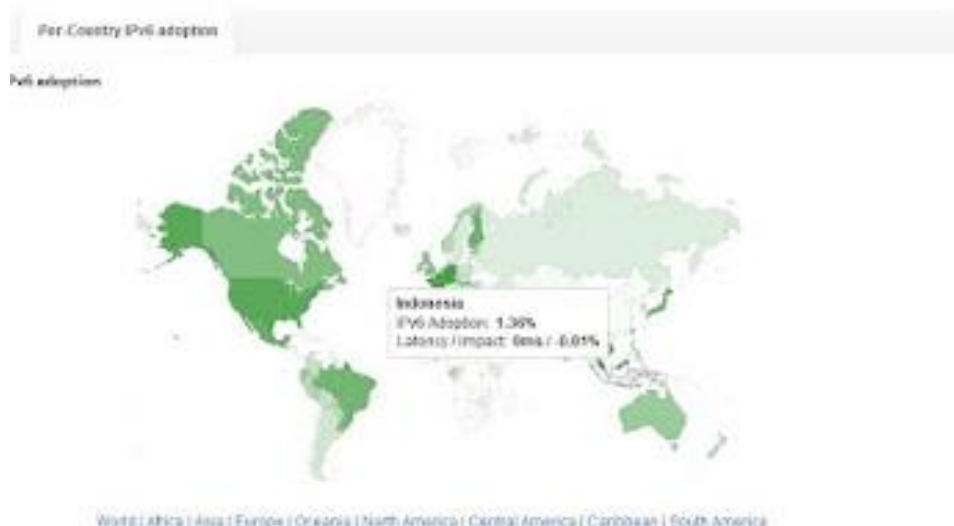 Per-Country IPv6 adoption
Pv6 adoption
Indonesia
IPv6 Adoption: 1.36%
Latency / Impact: 0ms / -0.01%
World | Africa | Asia | Europe | Oceania | North America | Central America | Caribbean | South America